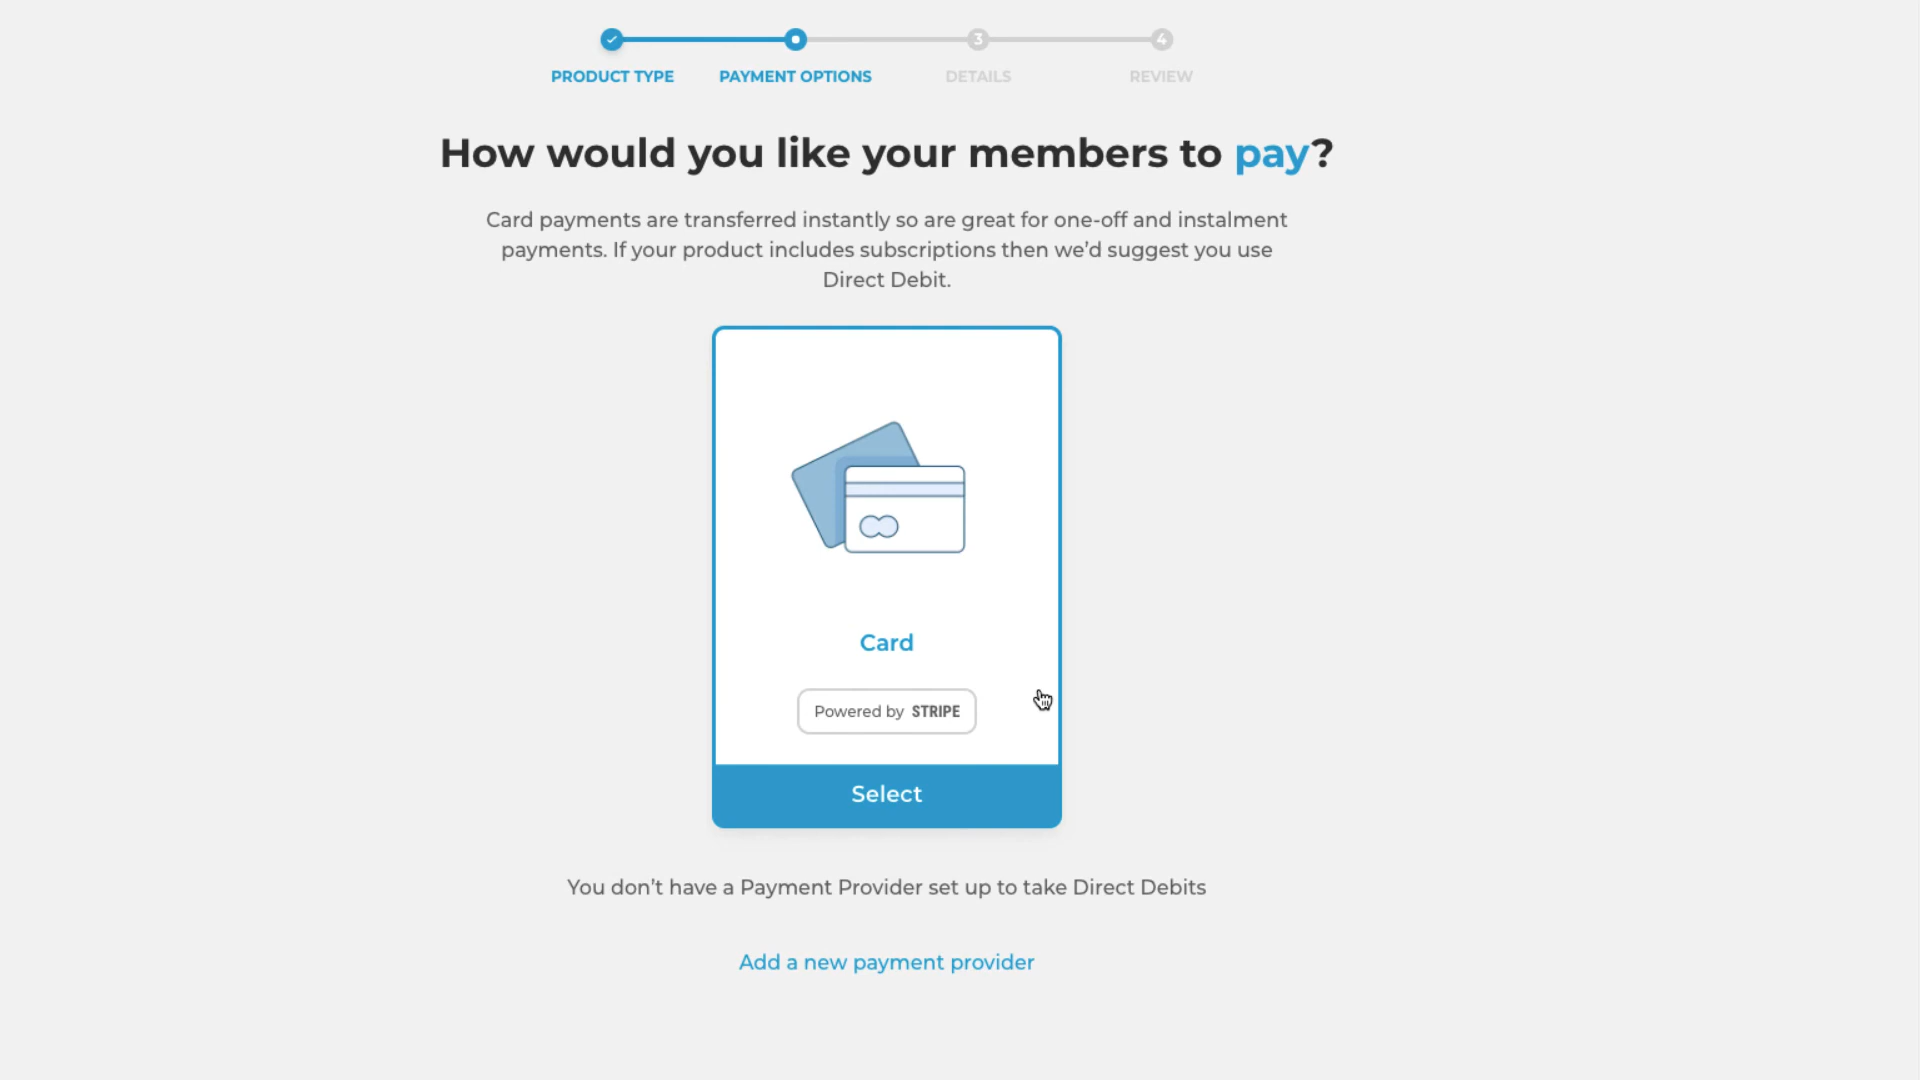 3
4
PRODUCT TYPE
PAYMENT OPTIONS
DETAILS
REVIEW
How would you like your members to pay?
Card payments are transferred instantly so are great for one-off and instalment
payments. If your product includes subscriptions then we’d suggest you use
Direct Debit.
Card
Powered by STRIPE
Select
You don’t have a Payment Provider set up to take Direct Debits
Add a new payment provider